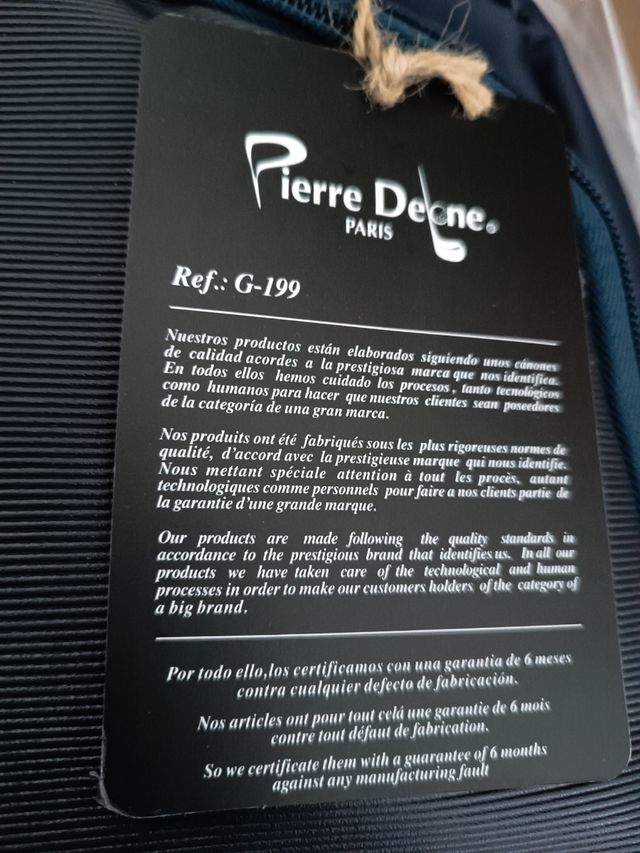 Pierre Delone®
PARIS
Ref.: G-199
Nuestros productos están elaborados siguiendo unos cánones
de calidad acordes a la prestigiosa marca que nos identifica.
En todos ellos hemos cuidado los procesos, tanto tecnológicos
como humanos para hacer que nuestros clientes sean poseedores
de la categoría de una gran marca.
Nos produits ont été fabriqués sous les plus rigoreuses normes de
qualité, d'accord avec la prestigieuse marque qui nous identifie.
Nous mettant spéciale attention à tout les procès, autant
technologiques comme personnels pour faire a nos clients partie de
la garantie d'une grande marque.
Our products are made following the quality standards in
accordance to the prestigious brand that identifies us. In all our
products we have taken care of the technological and human
processes in order to make our customers holders of the category of
a big brand.
Por todo ello,los certificamos con una garantia de 6 meses
contra cualquier defecto de fabricación.
Nos articles ont pour tout celá une garantie de 6 mois
contre tout défaut de fabrication.
So we certificate them with a guarantee of 6 months
against any manufacturing fault